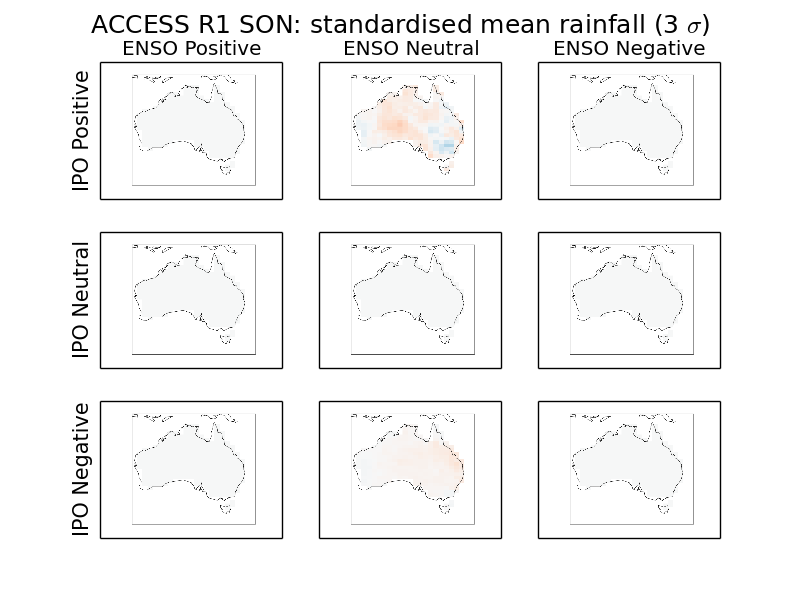 ACCESS R1 SON: standardised mean rainfall (3 σ)
ENSO Positive
ENSO Neutral
ENSO Negative
IPO Positive
IPO Neutral
IPO Negative